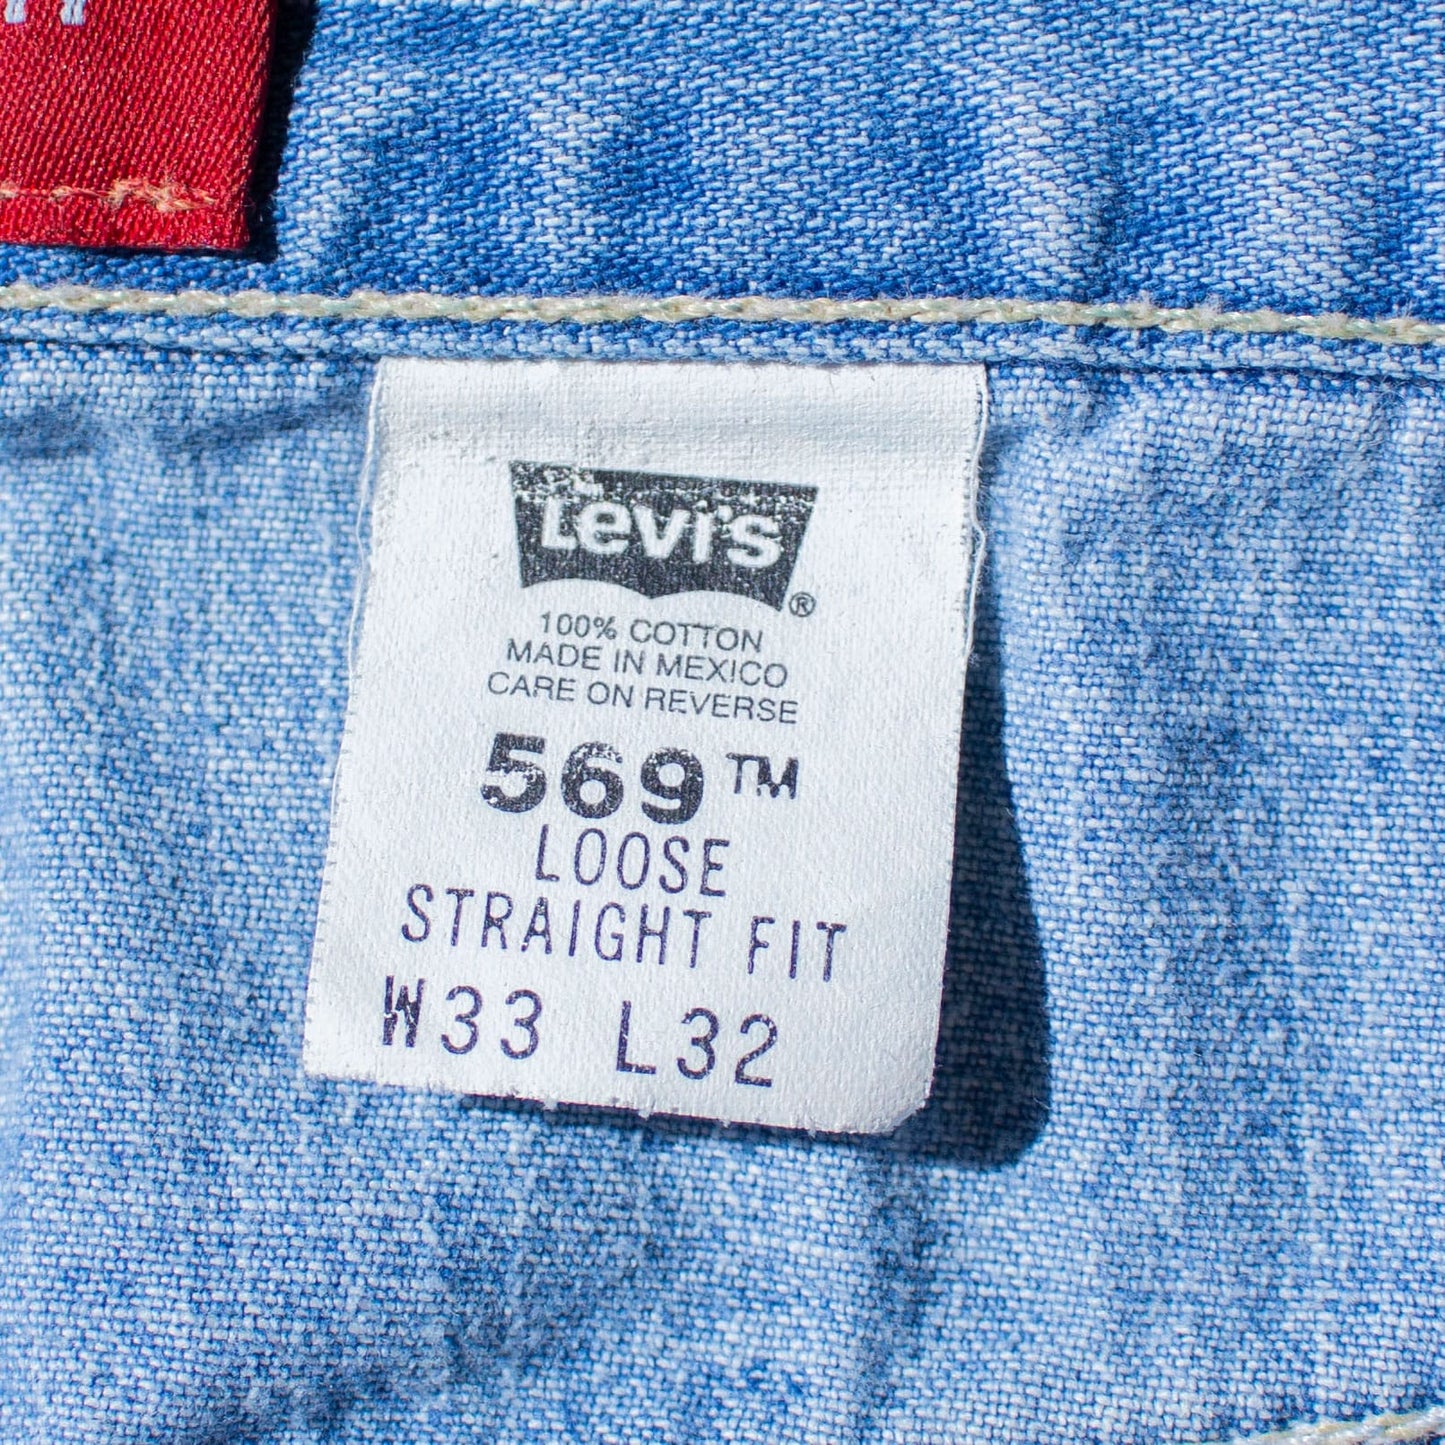 Levi's®
100% COTTON
MADE IN MEXICO
CARE ON REVERSE
569™
LOOSE
STRAIGHT FIT
W33 L32